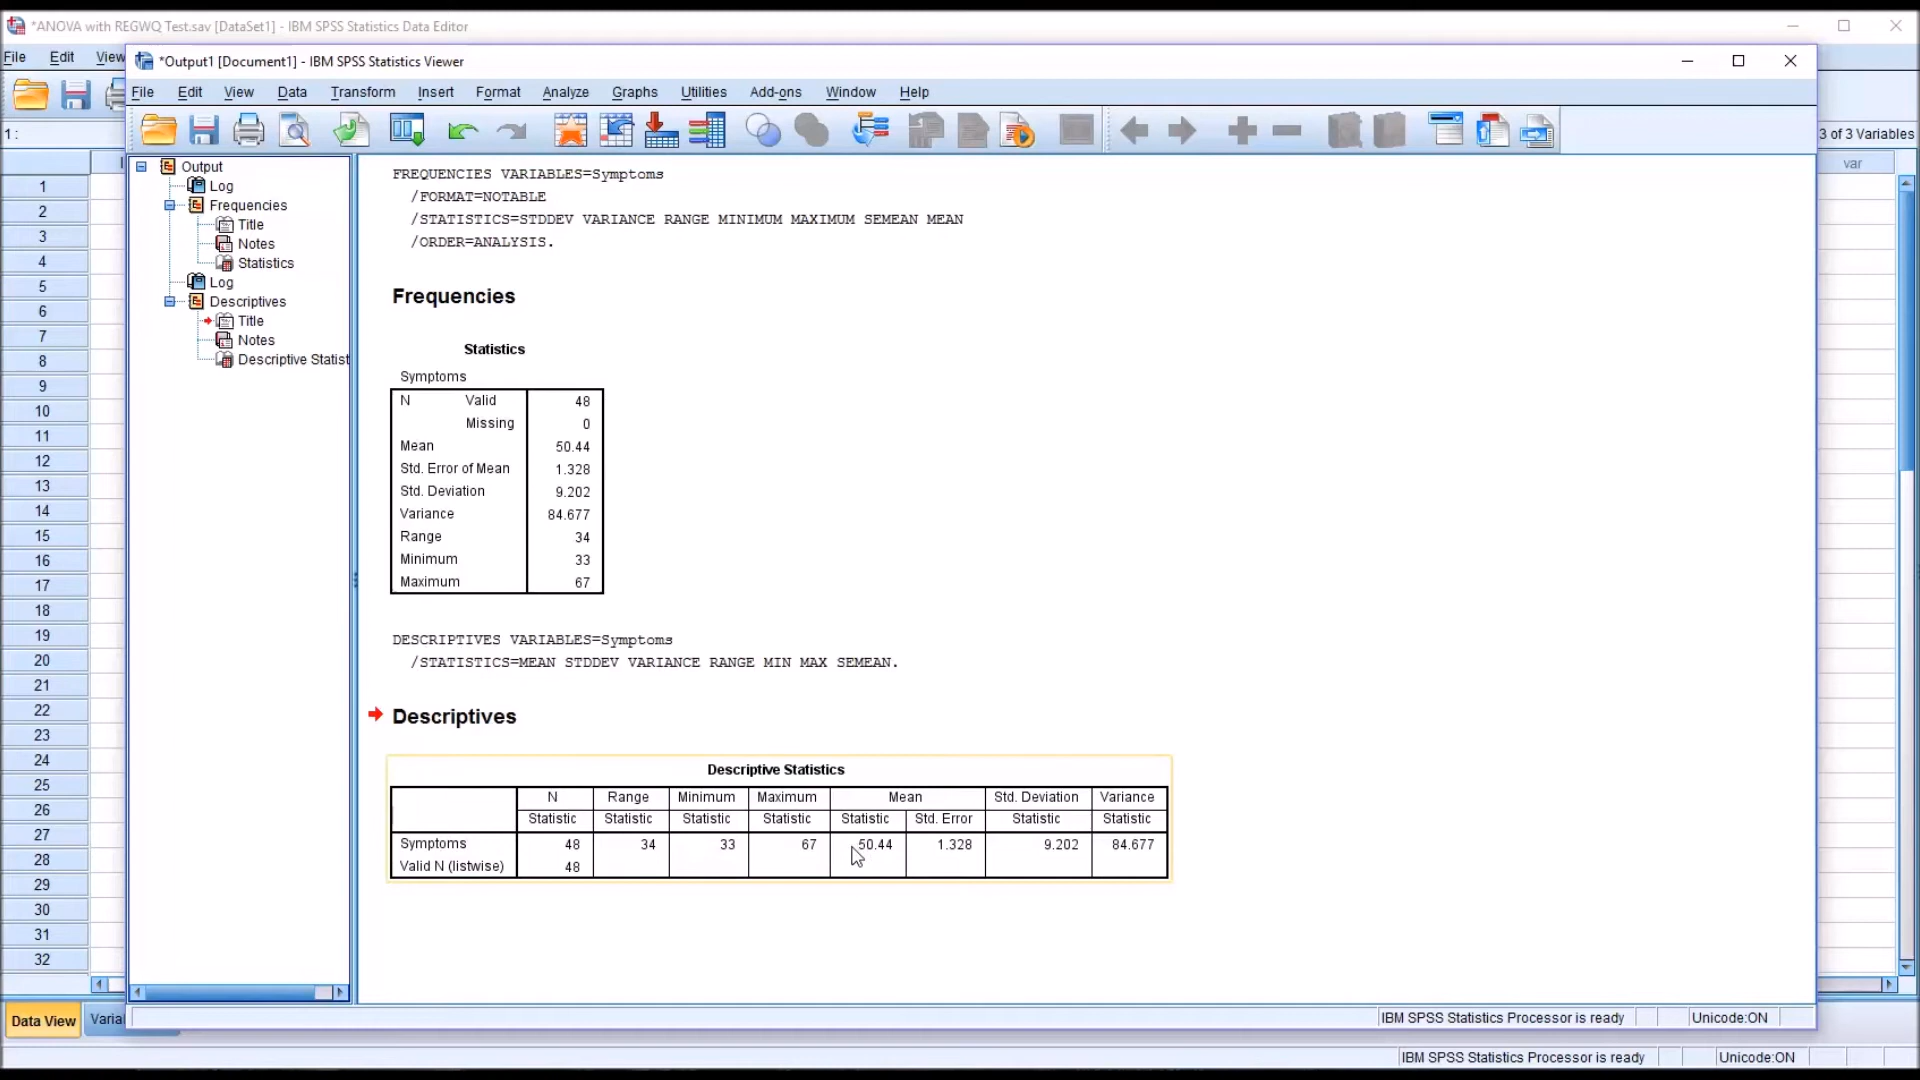 *ANOVA with REGWQ Test.sav [DataSet1] - IBM SPSS Statistics Data Editor
File Edit View
*Output1 [Document1] - IBM SPSS Statistics Viewer
File Edit View Data Transform Insert Format Analyze Graphs Utilities Add-ons Window Help
1 :
3 of 3 Variables
var
1
2
3
4
5
6
7
8
9
10
11
12
13
14
15
16
17
18
19
20
21
22
23
24
25
26
27
28
29
30
31
32
Output
Log
Frequencies
Title
Notes
Statistics
Log
Descriptives
Title
Notes
Descriptive Statist
FREQUENCIES VARIABLES=Symptoms
/FORMAT=NOTABLE
/STATISTICS=STDDEV VARIANCE RANGE MINIMUM MAXIMUM SEMEAN MEAN
/ORDER=ANALYSIS.
Frequencies
Statistics
Symptoms
N Valid 48
Missing 0
Mean 50.44
Std. Error of Mean 1.328
Std. Deviation 9.202
Variance 84.677
Range 34
Minimum 33
Maximum 67
DESCRIPTIVES VARIABLES=Symptoms
/STATISTICS=MEAN STDDEV VARIANCE RANGE MIN MAX SEMEAN.
Descriptives
Descriptive Statistics
N Range Minimum Maximum Mean Std. Deviation Variance
Statistic Statistic Statistic Statistic Statistic Std. Error Statistic Statistic
Symptoms 48 34 33 67 50.44 1.328 9.202 84.677
Valid N (listwise) 48
Data View Varia
IBM SPSS Statistics Processor is ready Unicode:ON
IBM SPSS Statistics Processor is ready Unicode:ON